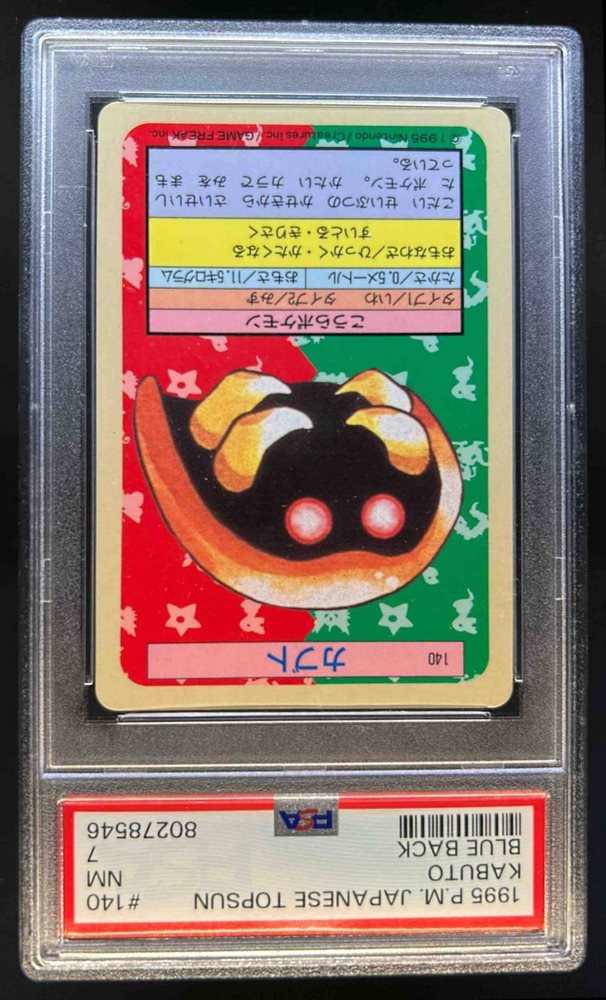 1995 P.M. JAPANESE TOPSUN #140
KABUTO NM
BLUE BACK 7
PSA 80278546
140 カブト
こうらポケモン
タイプ1/いわ タイプ2/みず
たかさ/0.5メートル おもさ/11.5キログラム
おもなわざ/ひっかく・かたくなる
すいとる・きりさく
こだい せいぶつの かせきから さいせいし
た ポケモン。 かたい カラで みを まも
っている。
© 1995 Nintendo/Creatures inc./GAME FREAK inc.